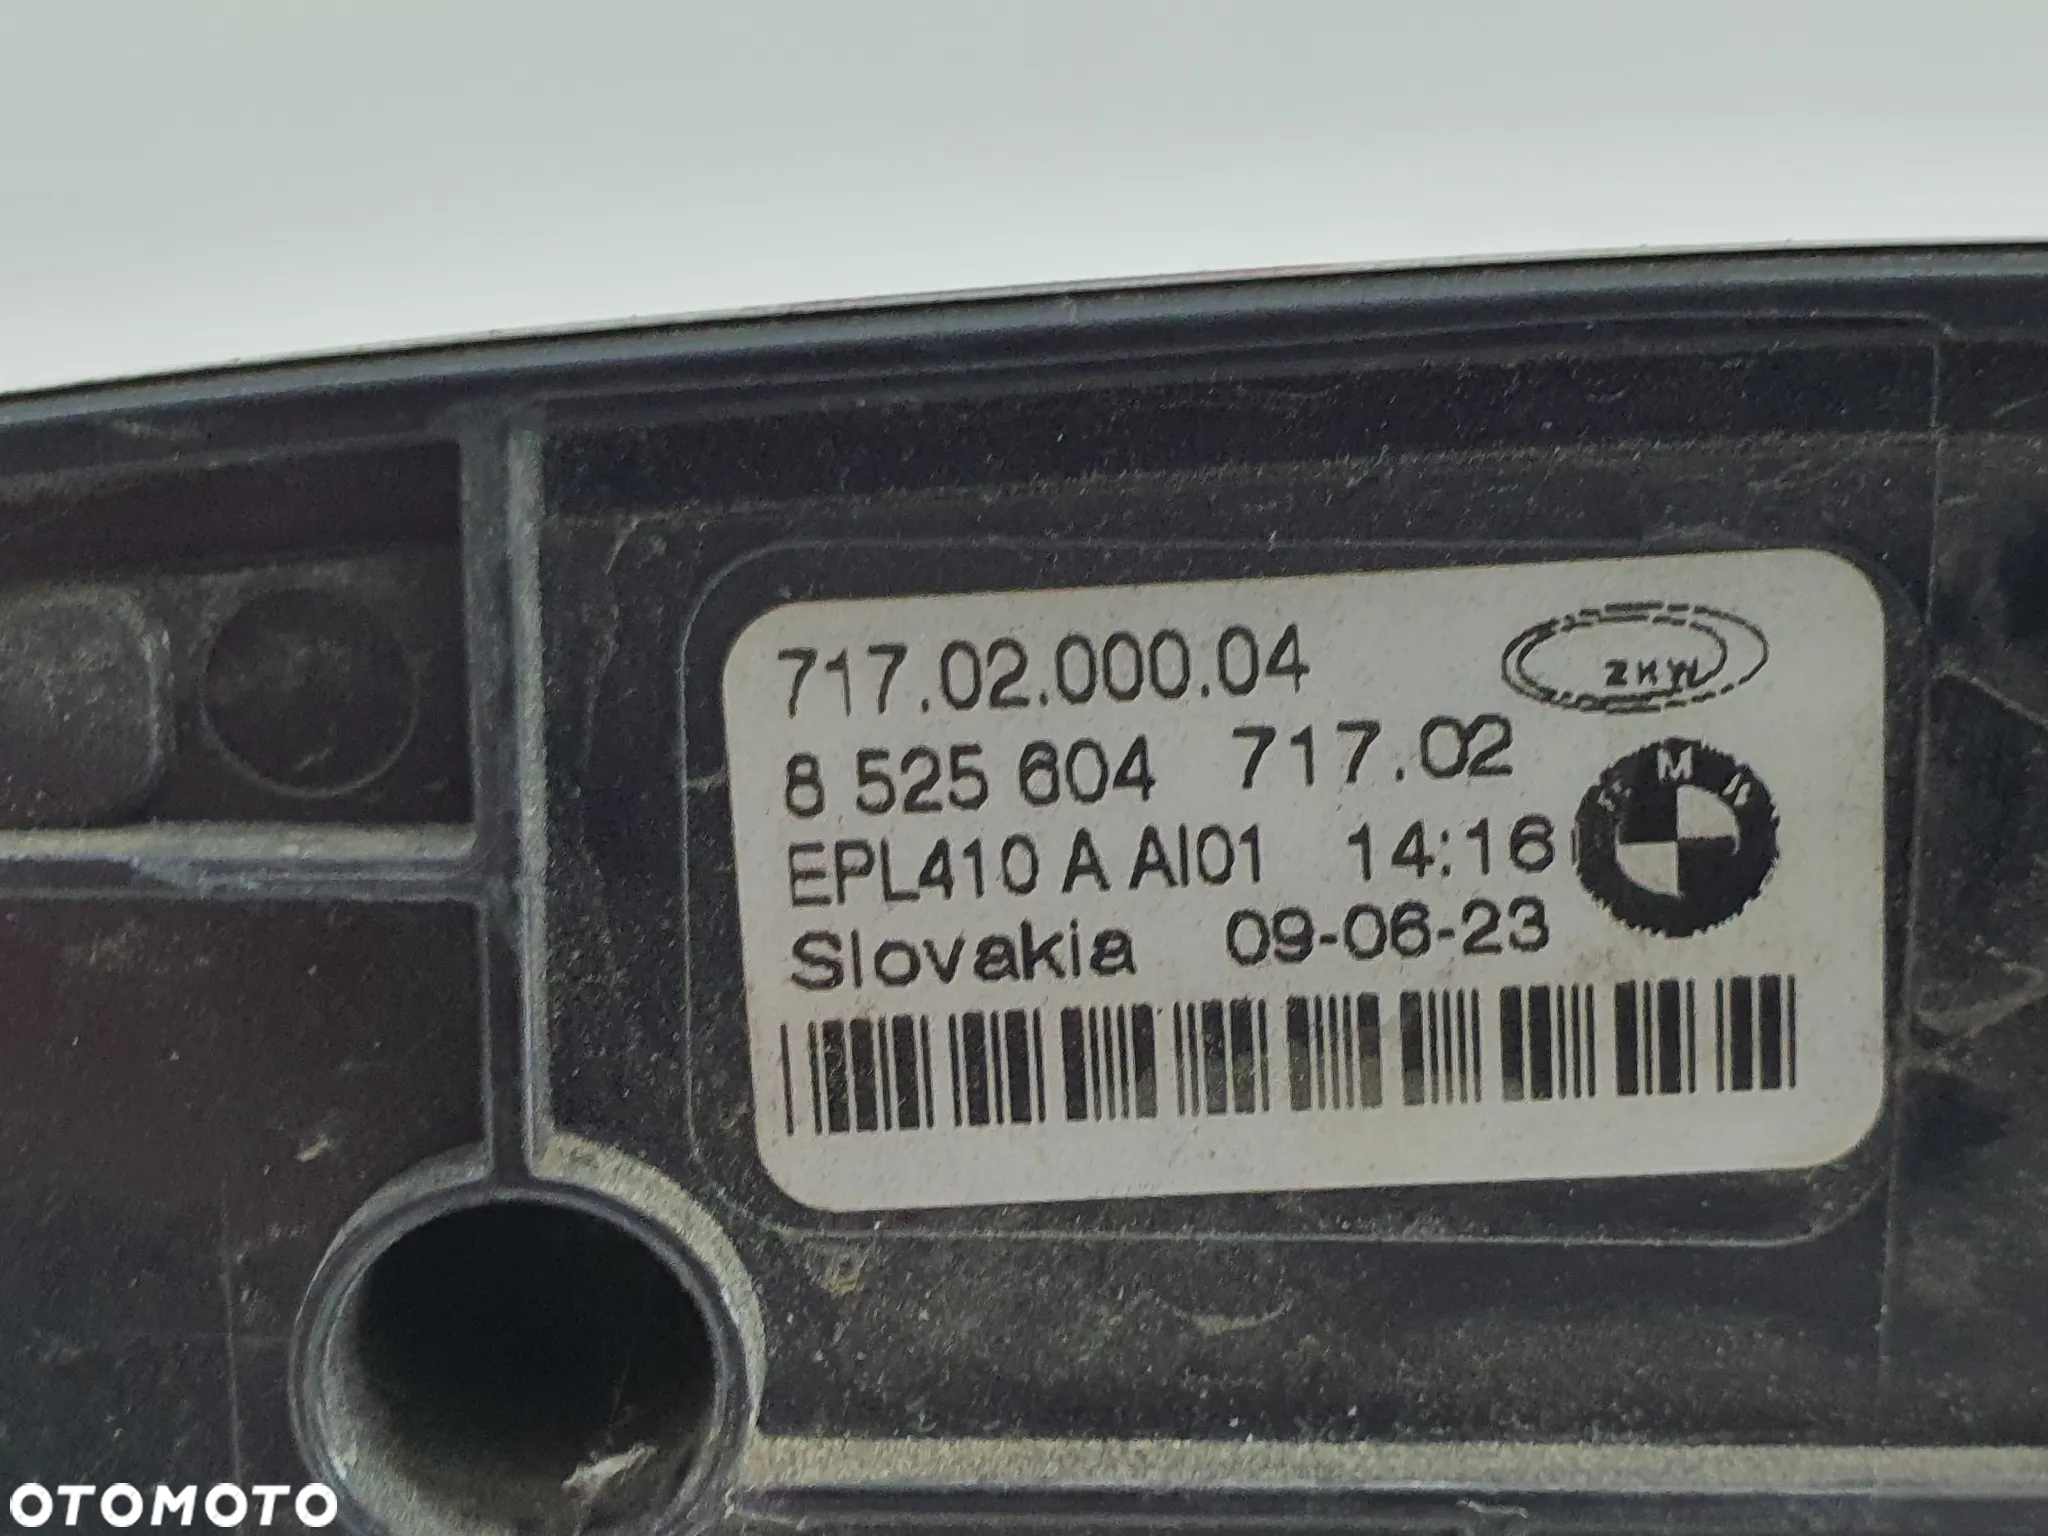 717.02.000.04
ZKW
8 525 604 717.02
BMW
EPL410 A AI01 14:16
Slovakia 09-06-23
OTOMOTO